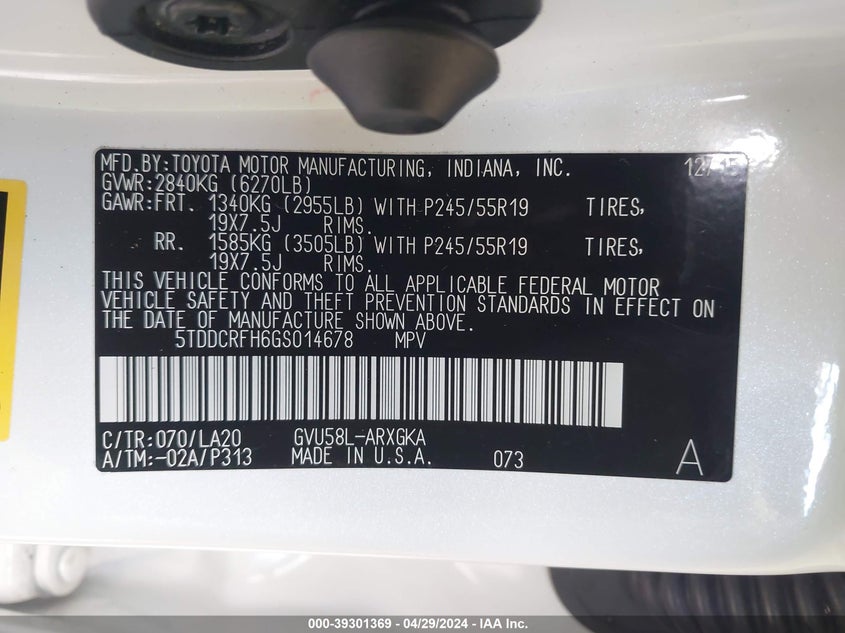 MFD.BY:TOYOTA MOTOR MANUFACTURING, INDIANA, INC. 12/15
GVWR:2840KG (6270LB)
GAWR:FRT. 1340KG (2955LB) WITH P245/55R19 TIRES,
19X7.5J RIMS.
RR. 1585KG (3505LB) WITH P245/55R19 TIRES,
19X7.5J RIMS.
THIS VEHICLE CONFORMS TO ALL APPLICABLE FEDERAL MOTOR
VEHICLE SAFETY AND THEFT PREVENTION STANDARDS IN EFFECT ON
THE DATE OF MANUFACTURE SHOWN ABOVE.
5TDDCRFH6GS014678 MPV
C/TR:070/LA20 GVU58L-ARXGKA
A/TM:-02A/P313 MADE IN U.S.A. 073 A
000-39301369 - 04/29/2024 - IAA Inc.